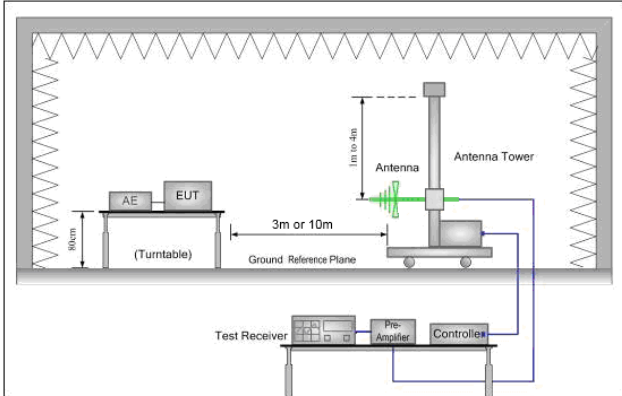 1m to 4m
Antenna
Antenna Tower
AE
EUT
3m or 10m
80cm
(Turntable)
Ground Reference Plane
Test Receiver
Pre-
Amplifier
Controlle